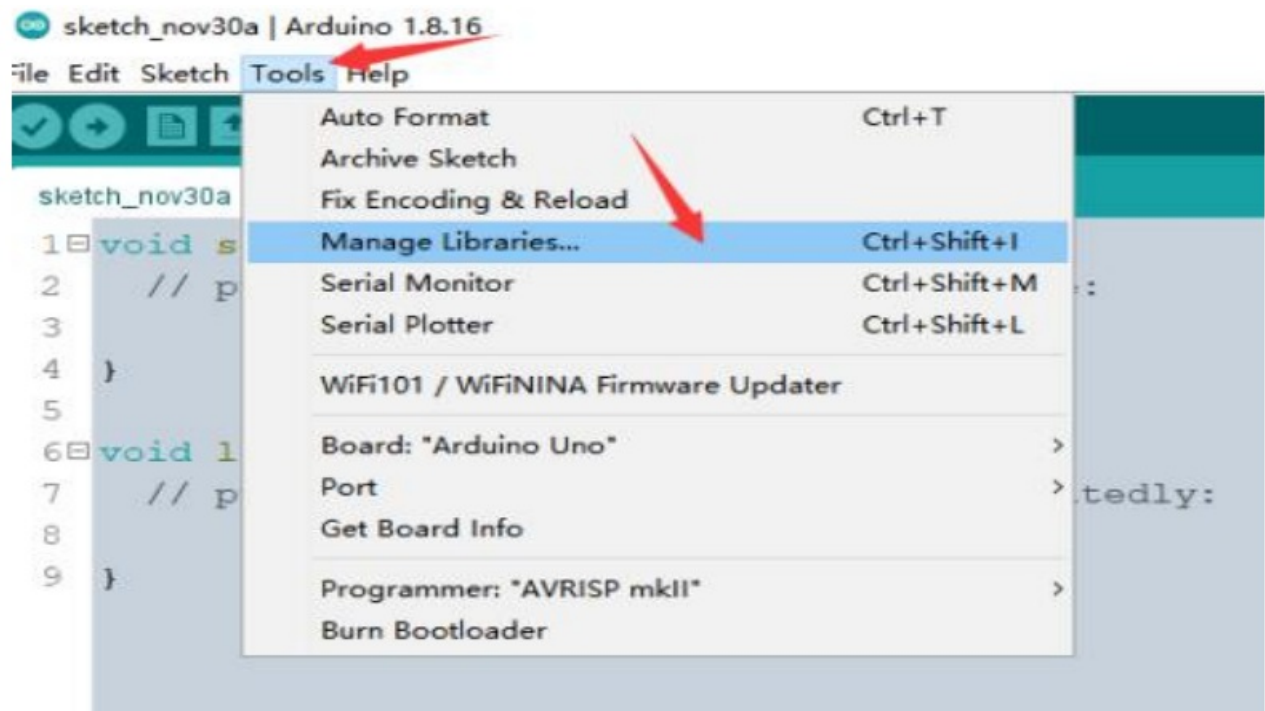 sketch_nov30a | Arduino 1.8.16
File Edit Sketch Tools Help
Auto Format Ctrl+T
Archive Sketch
sketch_nov30a
Fix Encoding & Reload
1 void s
Manage Libraries... Ctrl+Shift+I
2 // p
Serial Monitor Ctrl+Shift+M
:
3
Serial Plotter Ctrl+Shift+L
4 }
WiFi101 / WiFiNINA Firmware Updater
5
6 void l
Board: "Arduino Uno"
7 // p
Port
tedly:
8
Get Board Info
9 }
Programmer: "AVRISP mkII"
Burn Bootloader